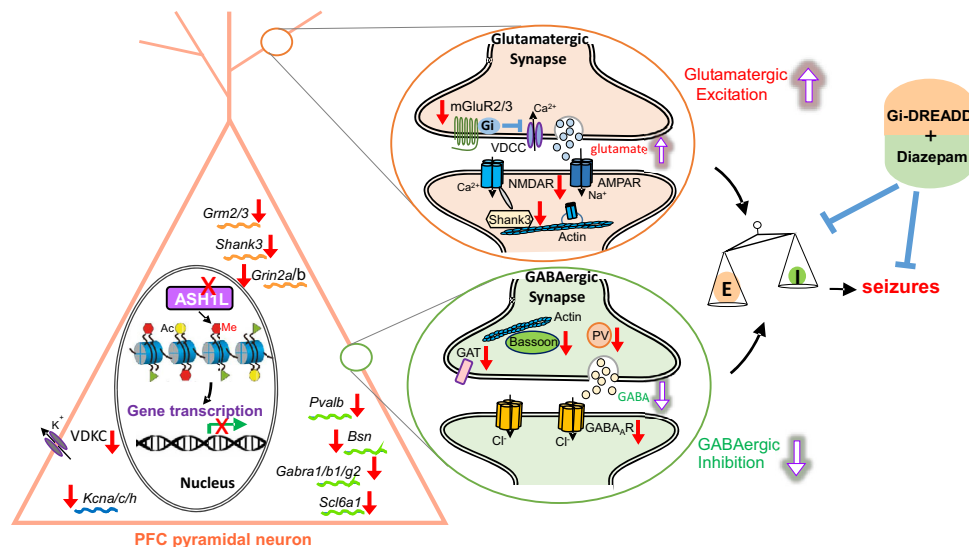 Glutamatergic
Synapse
mGluR2/3
Ca²⁺
Gi
VDCC
glutamate
Ca²⁺
NMDAR
AMPAR
Na⁺
Shank3
Actin
Glutamatergic
Excitation
Gi-DREADD
+
Diazepam
Grm2/3
Shank3
Grin2a/b
ASH1L
Ac
Me
Gene transcription
Nucleus
K⁺
VDKC
Kcna/c/h
Pvalb
Bsn
Gabra1/b1/g2
Scl6a1
PFC pyramidal neuron
GABAergic
Synapse
Actin
Bassoon
PV
GAT
GABA
Cl⁻
Cl⁻
GABAAR
GABAergic
Inhibition
E
I
seizures